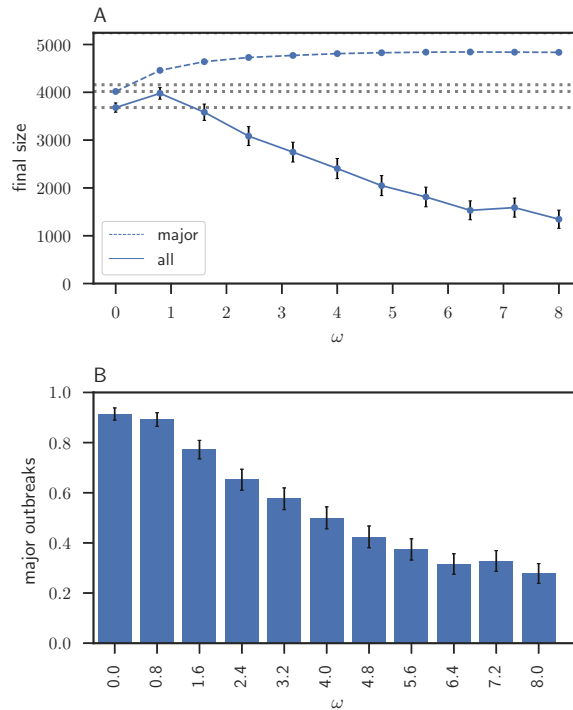 A
5000
4000
3000
2000
1000
0
final size
major
all
0 1 2 3 4 5 6 7 8
ω
B
1.0
0.8
0.6
0.4
0.2
0.0
major outbreaks
0.0 0.8 1.6 2.4 3.2 4.0 4.8 5.6 6.4 7.2 8.0
ω